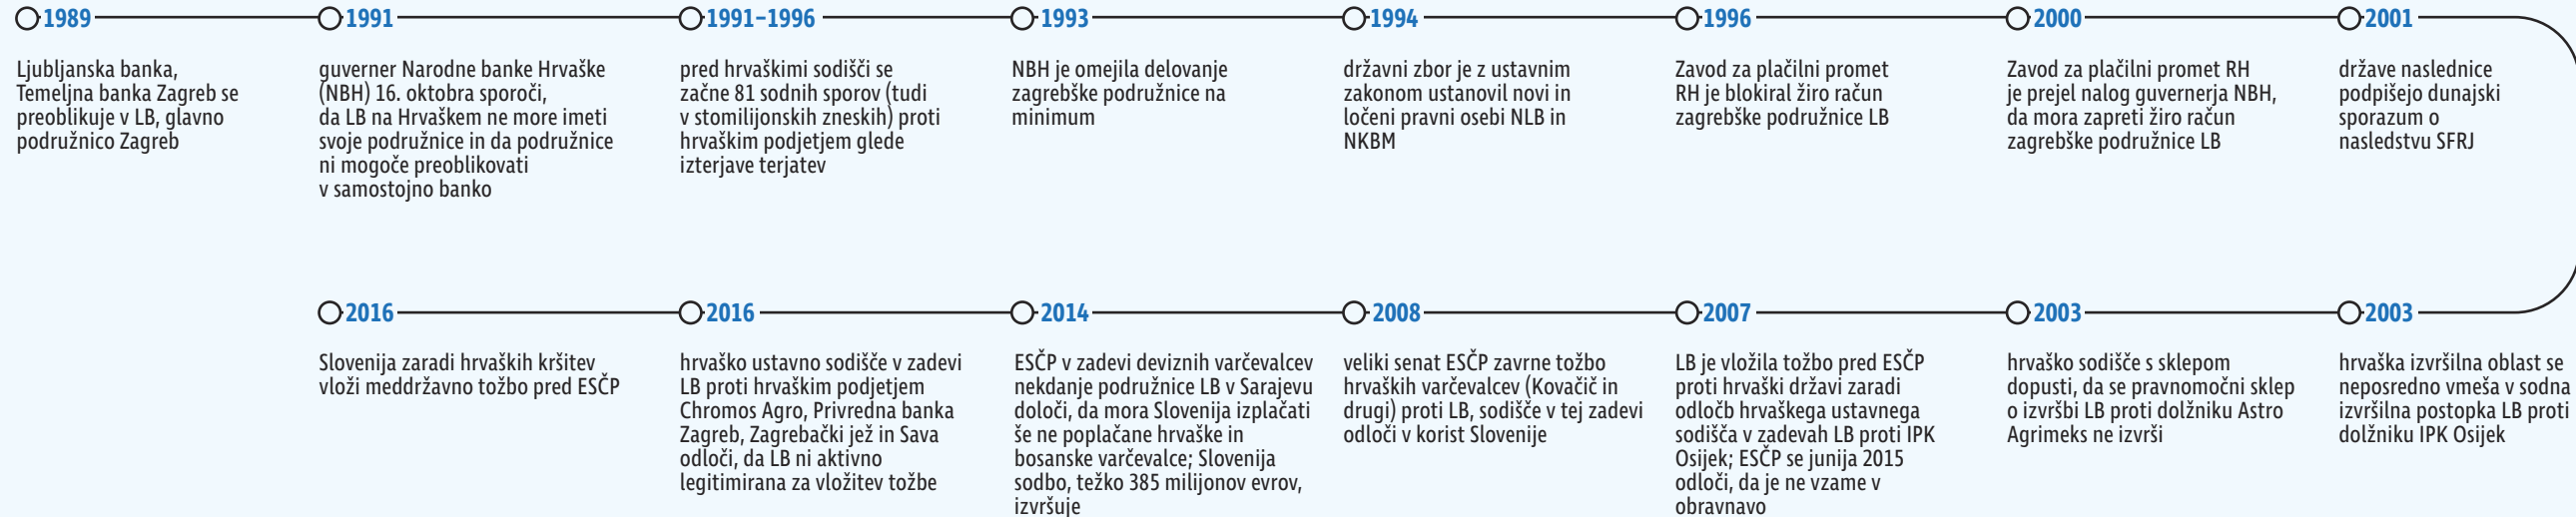 1989
Ljubljanska banka,
Temeljna banka Zagreb se
preoblikuje v LB, glavno
podružnico Zagreb
1991
guverner Narodne banke Hrvaške
(NBH) 16. oktobra sporoči,
da LB na Hrvaškem ne more imeti
svoje podružnice in da podružnice
ni mogoče preoblikovati
v samostojno banko
1991–1996
pred hrvaškimi sodišči se
začne 81 sodnih sporov (tudi
v stomilijonskih zneskih) proti
hrvaškim podjetjem glede
izterjave terjatev
1993
NBH je omejila delovanje
zagrebške podružnice na
minimum
1994
državni zbor je z ustavnim
zakonom ustanovil novi in
ločeni pravni osebi NLB in
NKBM
1996
Zavod za plačilni promet
RH je blokiral žiro račun
zagrebške podružnice LB
2000
Zavod za plačilni promet RH
je prejel nalog guvernerja NBH,
da mora zapreti žiro račun
zagrebške podružnice LB
2001
države naslednice
podpišejo dunajski
sporazum o
nasledstvu SFRJ
2003
hrvaška izvršilna oblast se
neposredno vmeša v sodna
izvršilna postopka LB proti
dolžniku IPK Osijek
2003
hrvaško sodišče s sklepom
dopusti, da se pravnomočni sklep
o izvršbi LB proti dolžniku Astro
Agrimeks ne izvrši
2007
LB je vložila tožbo pred ESČP
proti hrvaški državi zaradi
odločb hrvaškega ustavnega
sodišča v zadevah LB proti IPK
Osijek; ESČP se junija 2015
odloči, da je ne vzame v
obravnavo
2008
veliki senat ESČP zavrne tožbo
hrvaških varčevalcev (Kovačič in
drugi) proti LB, sodišče v tej zadevi
odloči v korist Slovenije
2014
ESČP v zadevi deviznih varčevalcev
nekdanje podružnice LB v Sarajevu
določi, da mora Slovenija izplačati
še ne poplačane hrvaške in
bosanske varčevalce; Slovenija
sodbo, težko 385 milijonov evrov,
izvršuje
2016
hrvaško ustavno sodišče v zadevi
LB proti hrvaškim podjetjem
Chromos Agro, Privredna banka
Zagreb, Zagrebački jež in Sava
odloči, da LB ni aktivno
legitimirana za vložitev tožbe
2016
Slovenija zaradi hrvaških kršitev
vloži meddržavno tožbo pred ESČP